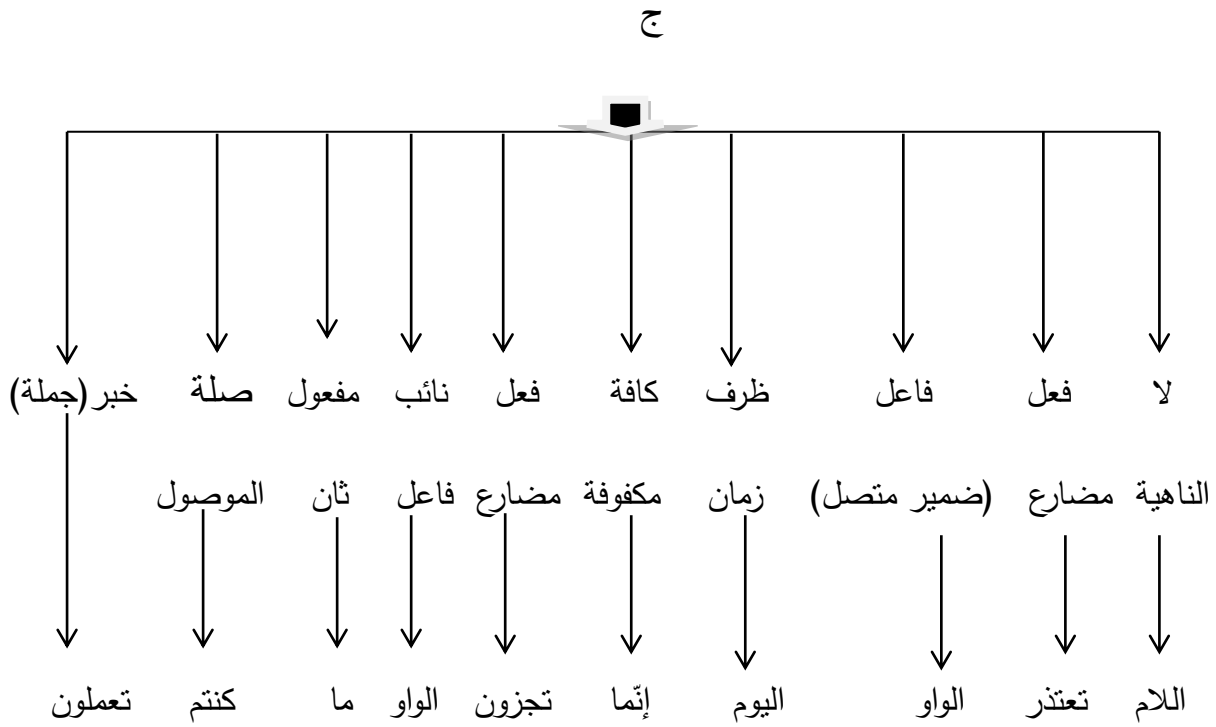 ج
لا فعل فاعل ظرف كافة فعل نائب مفعول صلة خبر(جملة)
الناهية مضارع (ضمير متصل) زمان مكفوفة مضارع فاعل ثان الموصول
اللام تعتذر الواو اليوم إنّما تجزون الواو ما كنتم تعملون